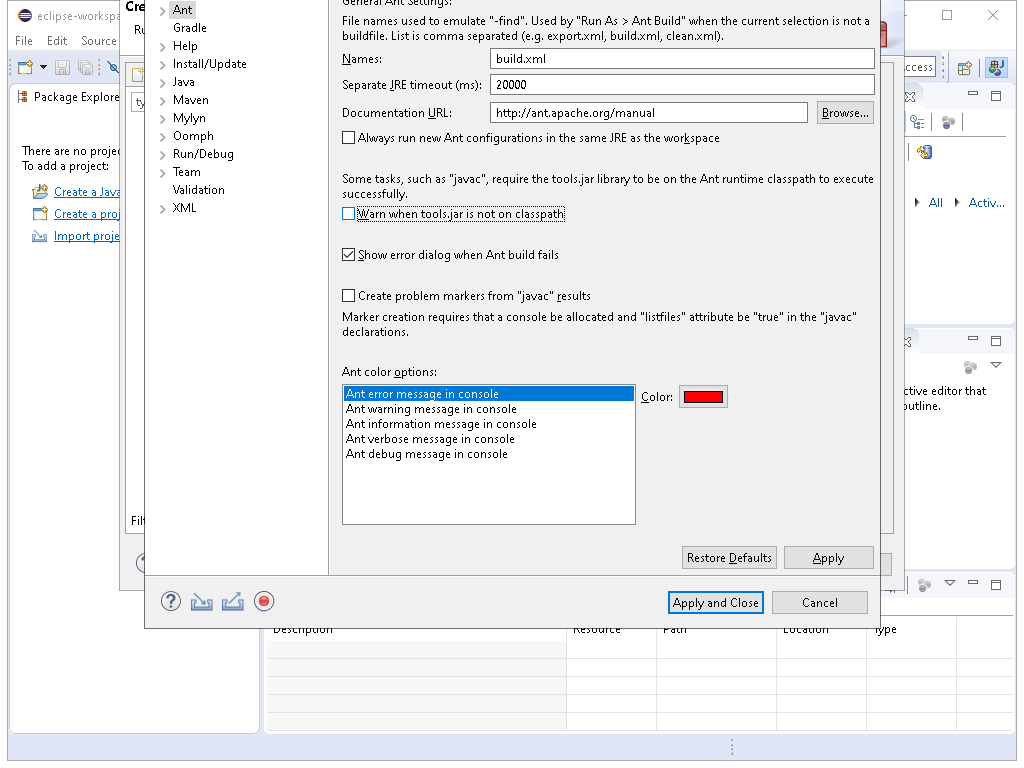 eclipse-workspa
File Edit Source
Package Explore
There are no projec
To add a project:
Create a Java
Create a proj
Import proje
Cre
Ru
ty
Filt
Ant
Gradle
Help
Install/Update
Java
Maven
Mylyn
Oomph
Run/Debug
Team
Validation
XML
General Ant Settings:
File names used to emulate "-find". Used by "Run As > Ant Build" when the current selection is not a
buildfile. List is comma separated (e.g. export.xml, build.xml, clean.xml).
Names: build.xml
Separate JRE timeout (ms): 20000
Documentation URL: http://ant.apache.org/manual Browse...
Always run new Ant configurations in the same JRE as the workspace
Some tasks, such as "javac", require the tools.jar library to be on the Ant runtime classpath to execute
successfully.
Warn when tools.jar is not on classpath
Show error dialog when Ant build fails
Create problem markers from "javac" results
Marker creation requires that a console be allocated and "listfiles" attribute be "true" in the "javac"
declarations.
Ant color options:
Ant error message in console
Ant warning message in console
Ant information message in console
Ant verbose message in console
Ant debug message in console
Color:
Restore Defaults Apply
Apply and Close Cancel
ccess
All Activ...
ctive editor that
outline.
Description Resource Path Location Type